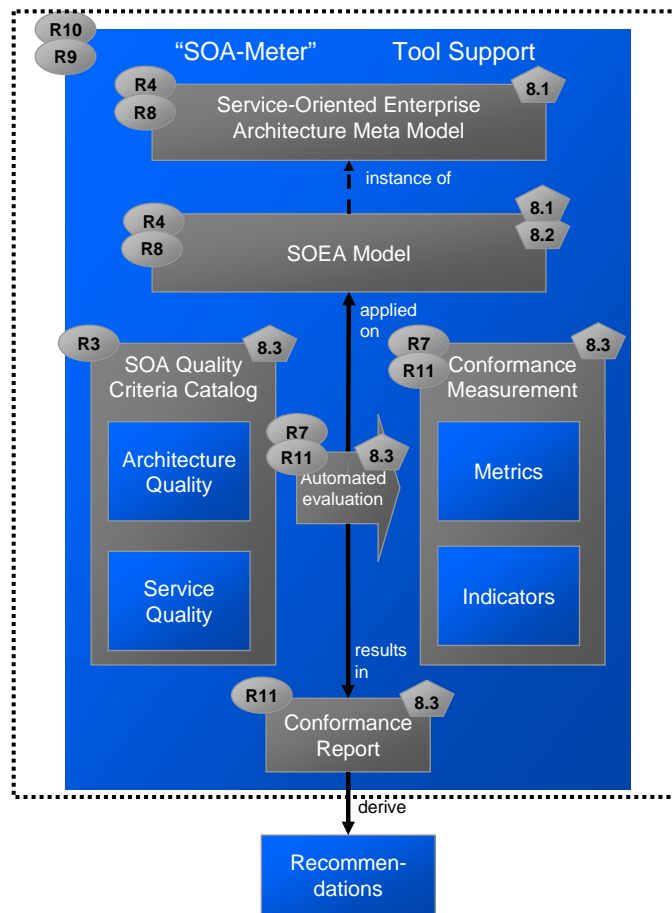 R10
R9
“SOA-Meter” Tool Support
R4
R8
8.1
Service-Oriented Enterprise
Architecture Meta Model
instance of
R4
R8
8.1
8.2
SOEA Model
applied
on
R3
8.3
SOA Quality
Criteria Catalog
Architecture
Quality
Service
Quality
R7
R11
8.3
Automated
evaluation
R7
R11
8.3
Conformance
Measurement
Metrics
Indicators
results
in
R11
8.3
Conformance
Report
derive
Recommen-
dations